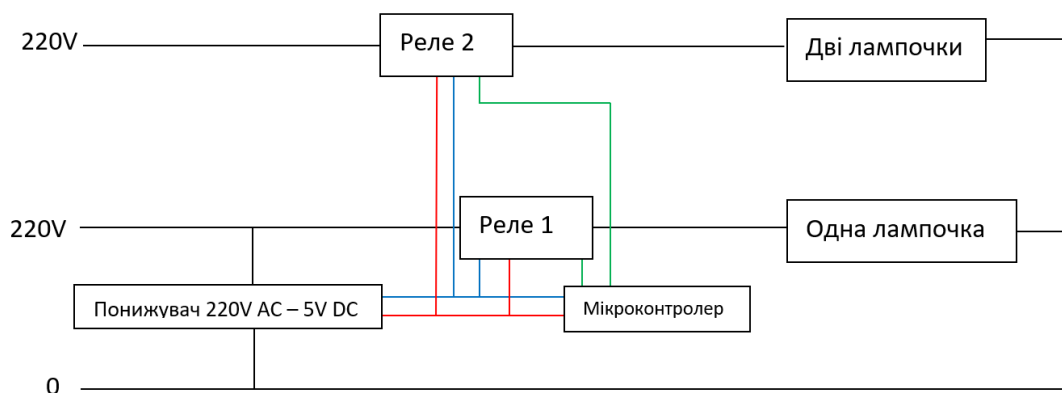 220V
Реле 2
Дві лампочки
220V
Реле 1
Одна лампочка
Понижувач 220V AC – 5V DC
Мікроконтролер
0